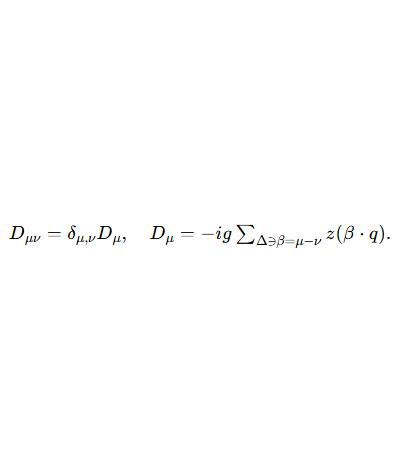 $D_{\mu\nu} = \delta_{\mu,\nu} D_{\mu}, \quad D_{\mu} = -ig \sum_{\Delta \ni \beta = \mu - \nu} z(\beta \cdot q).$